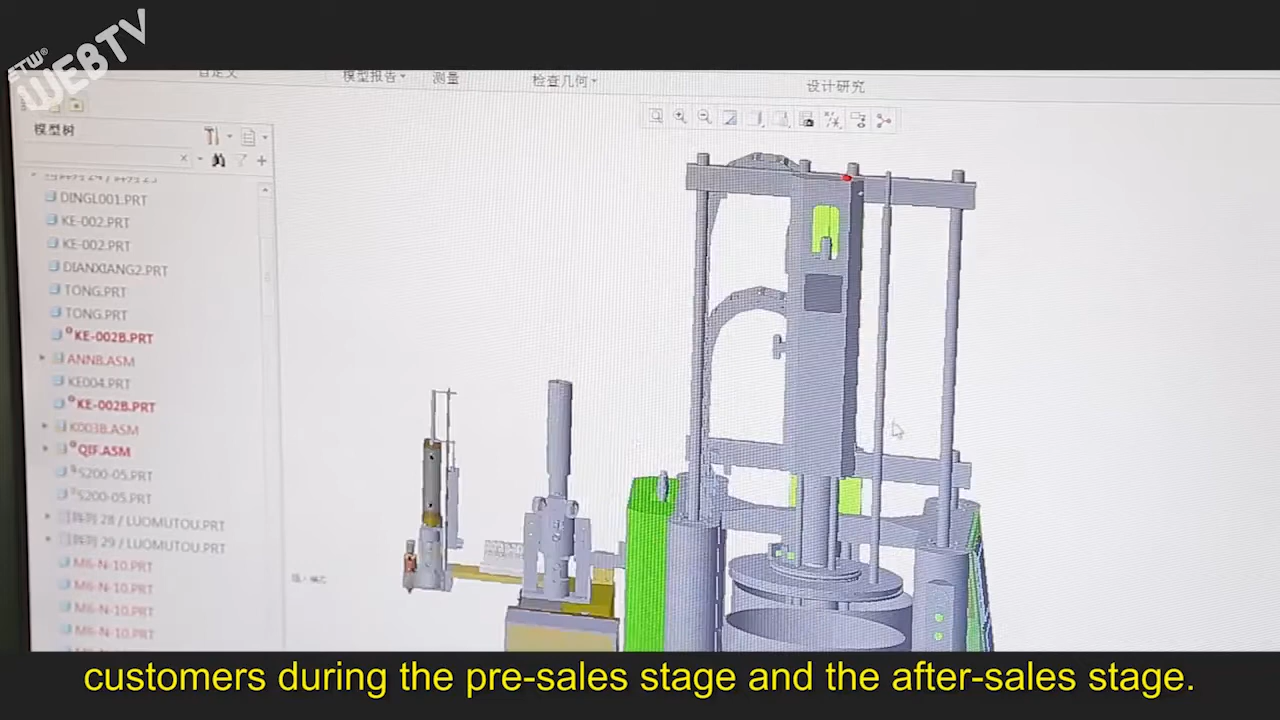 ETW®
WEBTV
自定义
模型报告
测量
检查几何
设计研究
模型树
DINGL001.PRT
KE-002.PRT
KE-002.PRT
DIANXIANG2.PRT
TONG.PRT
TONG.PRT
KE-002B.PRT
ANNB.ASM
KE004.PRT
KE-002B.PRT
K003B.ASM
QIF.ASM
S200-05.PRT
S200-05.PRT
阵列 28 / LUOMUTOU.PRT
阵列 29 / LUOMUTOU.PRT
M6-N-10.PRT
M6-N-10.PRT
M6-N-10.PRT
M6-N-10.PRT
customers during the pre-sales stage and the after-sales stage.